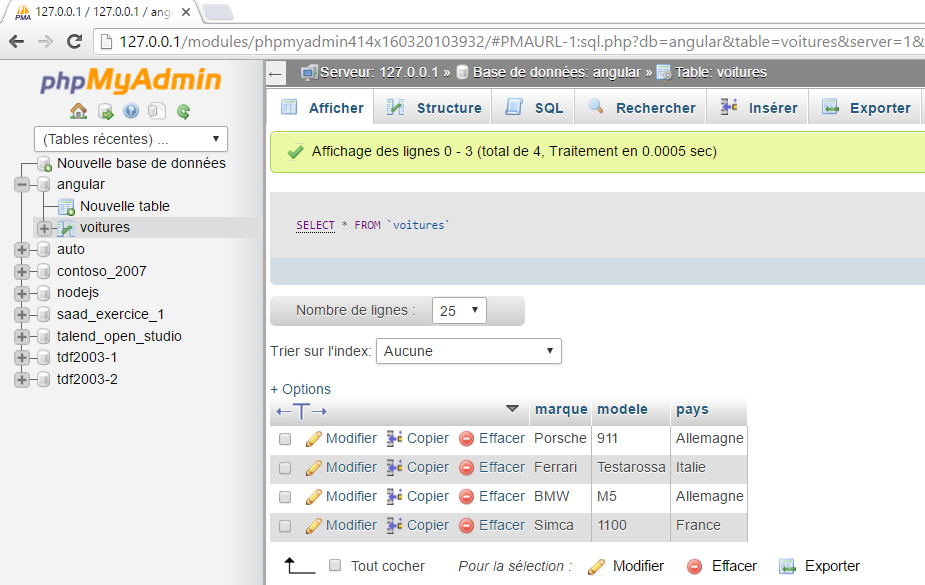 127.0.0.1 / 127.0.0.1 / ang
127.0.0.1/modules/phpmyadmin414x160320103932/#PMAURL-1:sql.php?db=angular&table=voitures&server=1&
phpMyAdmin
(Tables récentes) ...
Nouvelle base de données
angular
Nouvelle table
voitures
auto
contoso_2007
nodejs
saad_exercice_1
talend_open_studio
tdf2003-1
tdf2003-2
Serveur: 127.0.0.1 » Base de données: angular » Table: voitures
Afficher Structure SQL Rechercher Insérer Exporter
Affichage des lignes 0 - 3 (total de 4, Traitement en 0.0005 sec)
SELECT * FROM `voitures`
Nombre de lignes : 25
Trier sur l'index: Aucune
+ Options
marque modele pays
Modifier Copier Effacer Porsche 911 Allemagne
Modifier Copier Effacer Ferrari Testarossa Italie
Modifier Copier Effacer BMW M5 Allemagne
Modifier Copier Effacer Simca 1100 France
Tout cocher Pour la sélection : Modifier Effacer Exporter